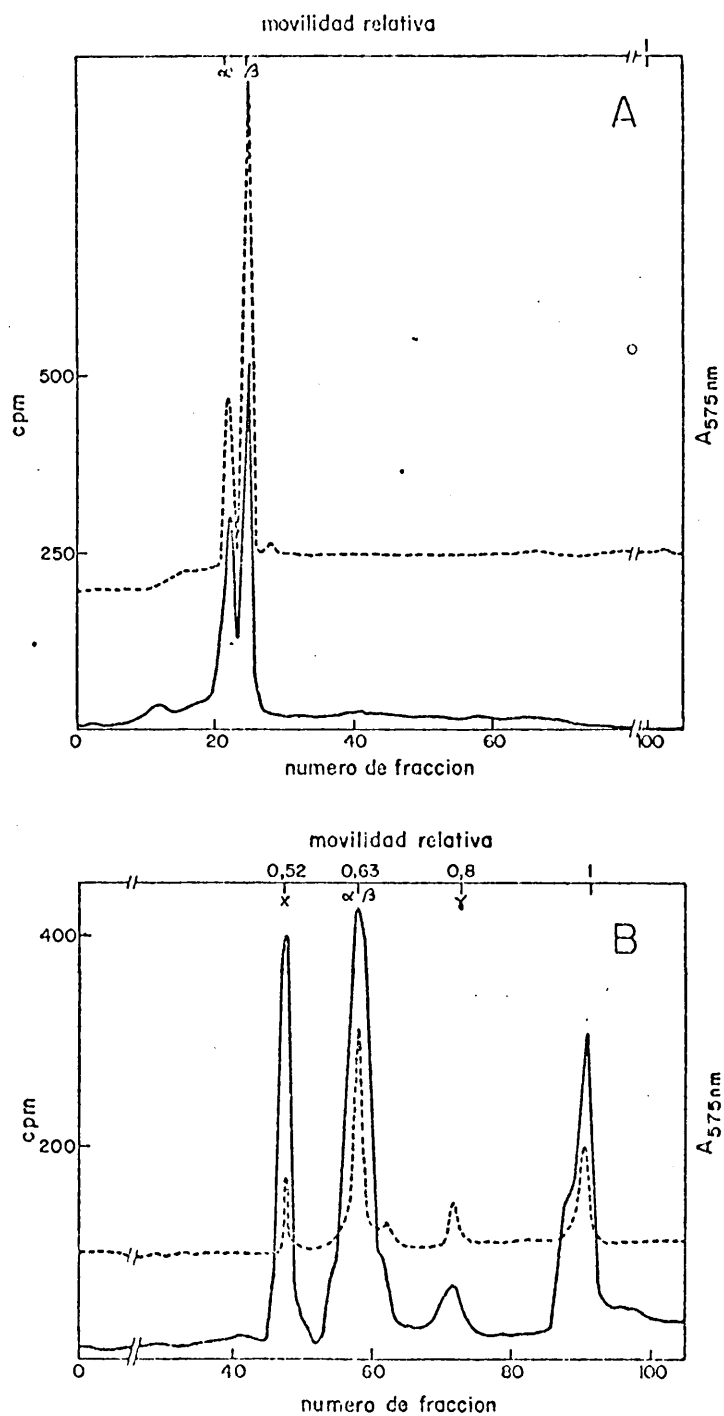 movilidad relativa
1
α β
A
500
250
cpm
A575nm
0 20 40 60 100
numero de fraccion
movilidad relativa
0,52 0,63 0,8 1
x α β γ
B
400
200
cpm
A575nm
0 40 60 80 100
numero de fraccion